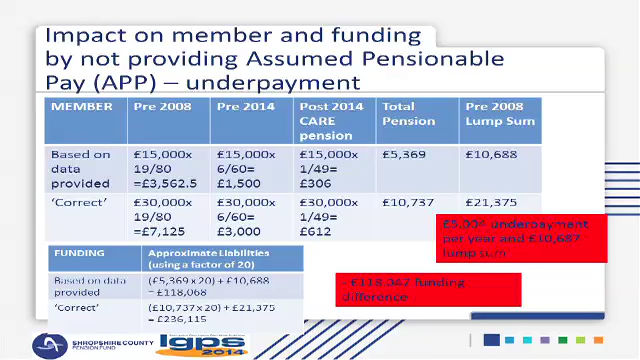 Impact on member and funding
by not providing Assumed Pensionable
Pay (APP) – underpayment
MEMBER Pre 2008 Pre 2014 Post 2014 Total Pre 2008
CARE Pension Lump Sum
pension
Based on £15,000x £15,000x £15,000x £5,369 £10,688
data 19/80 6/60= 1/49=
provided =£3,562.5 £1,500 £306
'Correct' £30,000x £30,000x £30,000x £10,737 £21,375
19/80 6/60= 1/49=
=£7,125 £3,000 £612
underpayment
per year and £10,687
lump sum
FUNDING Approximate Liabilities
(using a factor of 20)
Based on data (£5,369 x20) + £10,688
provided = £118,068
'Correct' (£10,737 x20) + £21,375
= £236,115
- £118,047 funding
difference
SHROPSHIRE COUNTY
PENSION FUND
lgps
2014